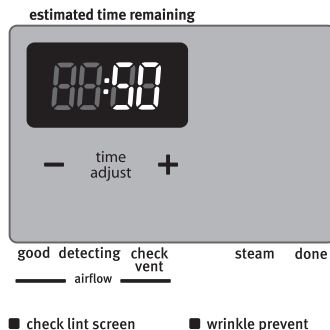 estimated time remaining
:50
time
adjust
good detecting check
vent
steam done
airflow
check lint screen
wrinkle prevent